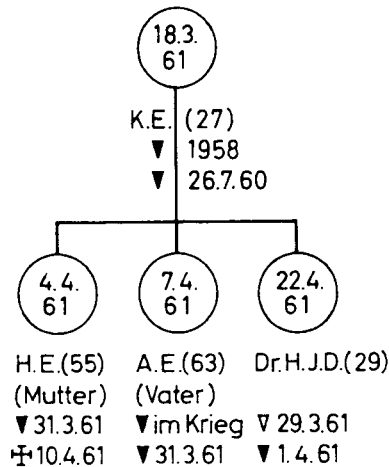 18.3.
61
K.E. (27)
▼ 1958
▼ 26.7.60
4.4.
61
7.4.
61
22.4.
61
H.E.(55)
(Mutter)
▼ 31.3.61
✠ 10.4.61
A.E.(63)
(Vater)
▼ im Krieg
▼ 31.3.61
Dr.H.J.D.(29)
∇ 29.3.61
▼ 1.4.61